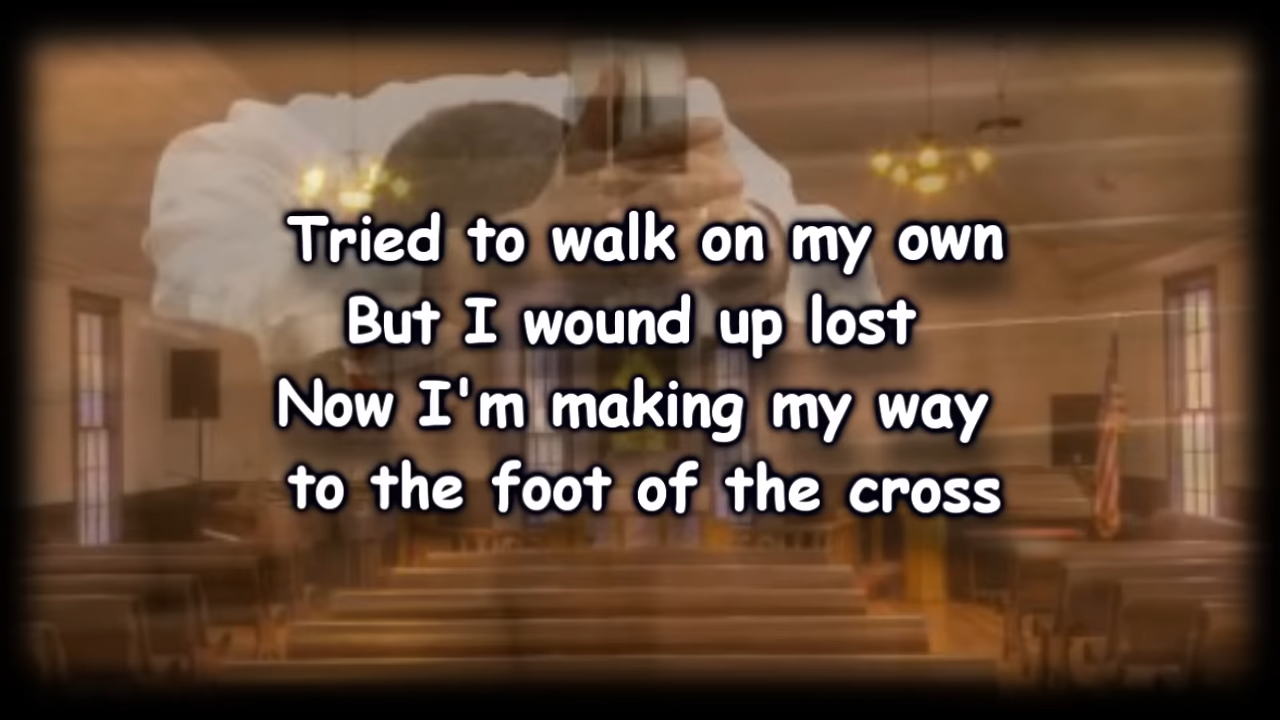 Tried to walk on my own
But I wound up lost
Now I'm making my way
to the foot of the cross